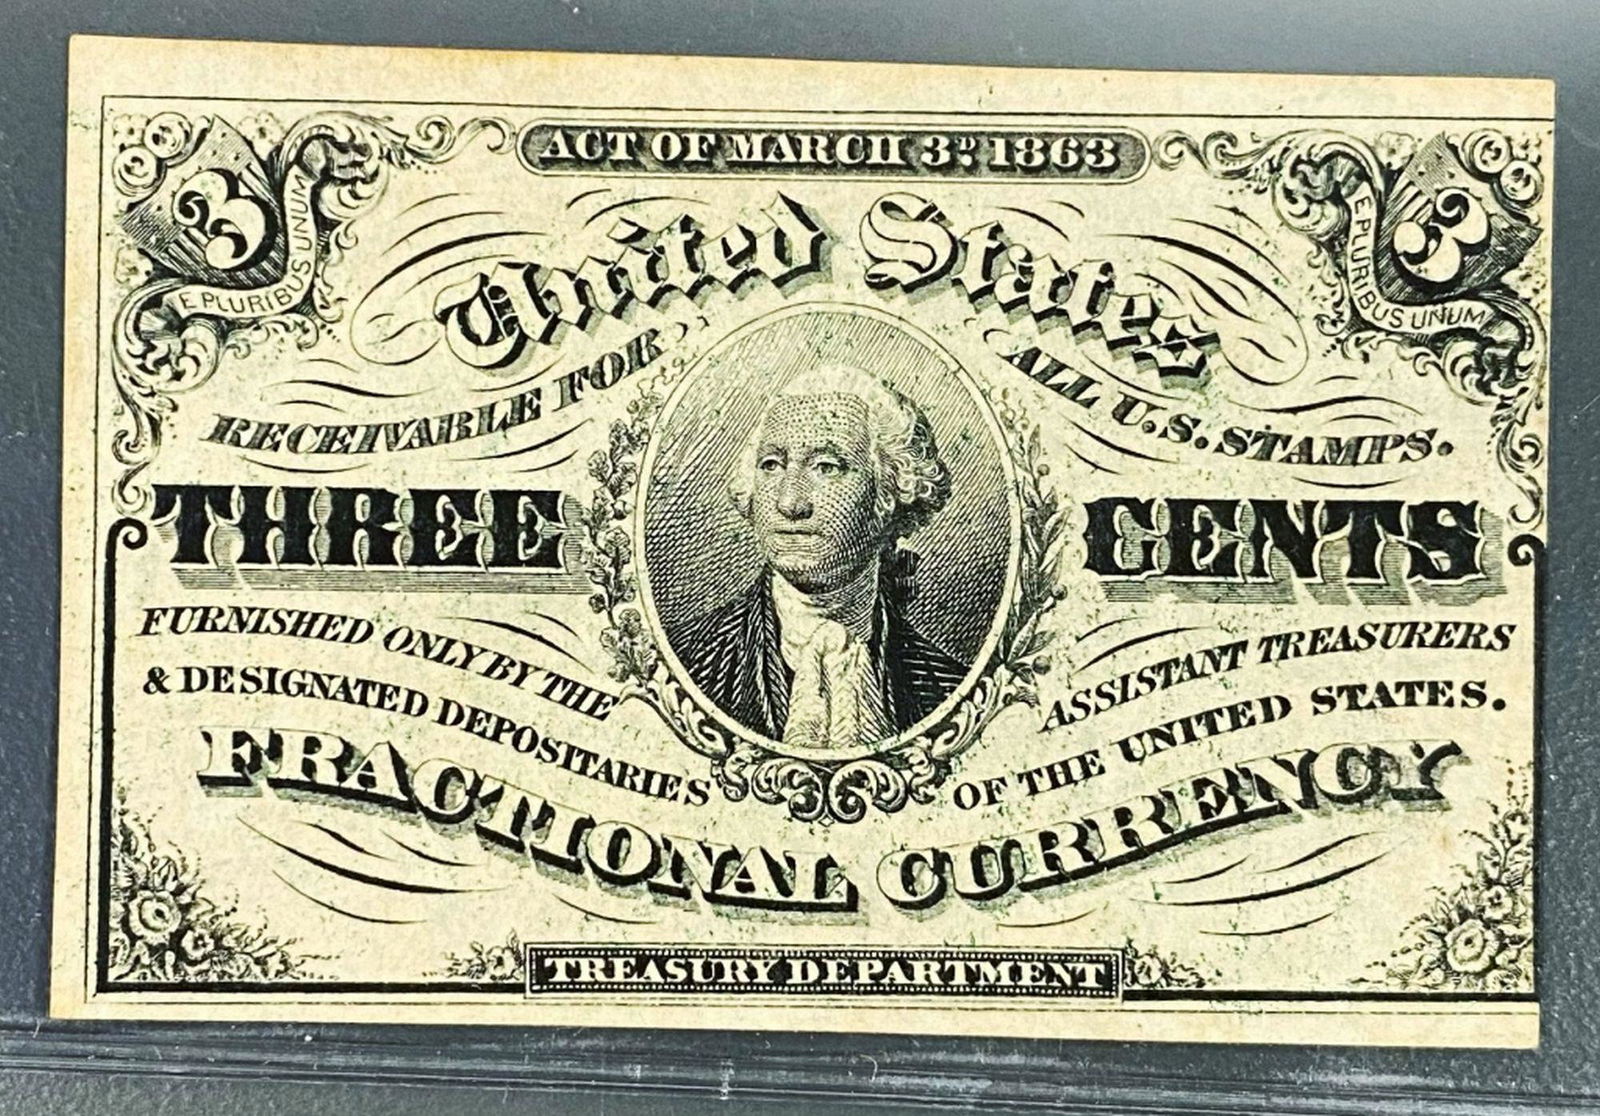 ACT OF MARCH 3D. 1863
3
E PLURIBUS UNUM
3
E PLURIBUS UNUM
United States
RECEIVABLE FOR ALL U.S. STAMPS.
THREE CENTS
FURNISHED ONLY BY THE ASSISTANT TREASURERS
& DESIGNATED DEPOSITARIES OF THE UNITED STATES.
FRACTIONAL CURRENCY
TREASURY DEPARTMENT